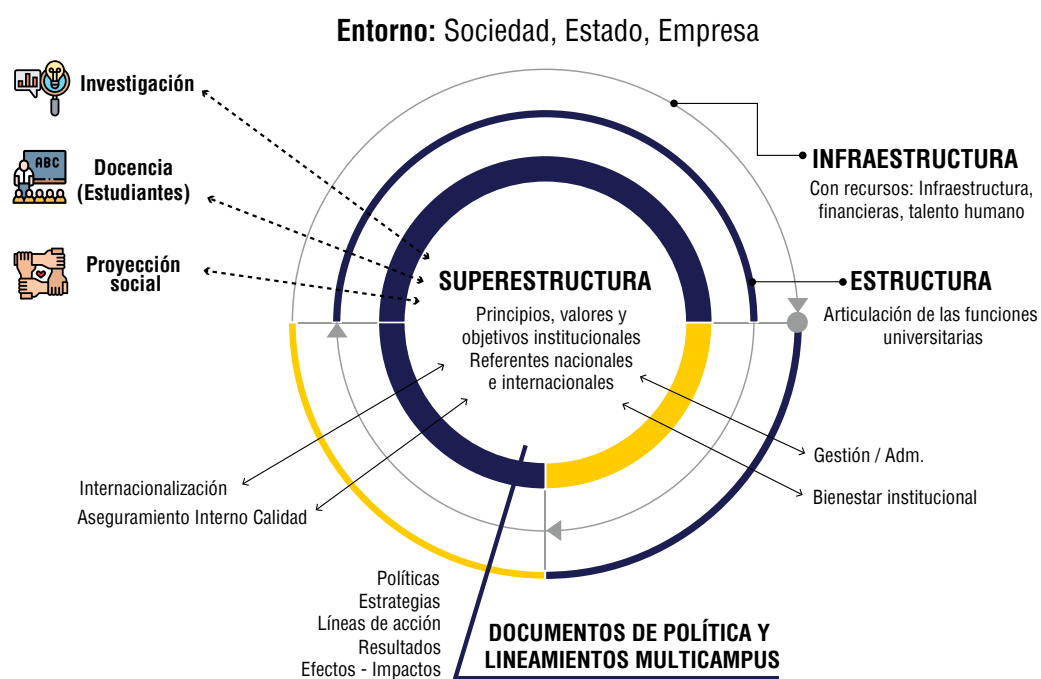 Entorno: Sociedad, Estado, Empresa
Investigación
ABC
Docencia
(Estudiantes)
Proyección
social
INFRAESTRUCTURA
Con recursos: Infraestructura,
financieras, talento humano
ESTRUCTURA
Articulación de las funciones
universitarias
SUPERESTRUCTURA
Principios, valores y
objetivos institucionales
Referentes nacionales
e internacionales
Gestión / Adm.
Bienestar institucional
Internacionalización
Aseguramiento Interno Calidad
Políticas
Estrategias
Líneas de acción
Resultados
Efectos - Impactos
DOCUMENTOS DE POLÍTICA Y
LINEAMIENTOS MULTICAMPUS